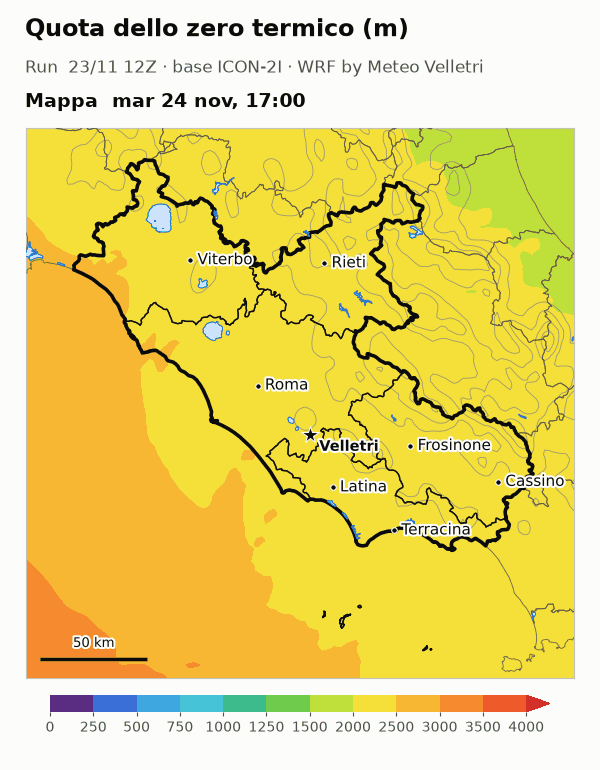 Quota dello zero termico (m)
Run  23/11 12Z · base ICON-2I · WRF by Meteo Velletri
Mappa  mar 24 nov, 17:00
Viterbo
Rieti
Roma
Velletri
Frosinone
Cassino
Latina
Terracina
50 km
0 250 500 750 1000 1250 1500 2000 2500 3000 3500 4000